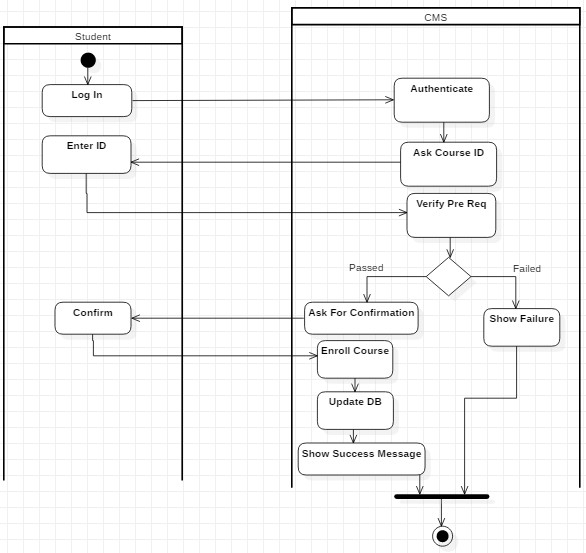 CMS
Student
Log In
Authenticate
Enter ID
Ask Course ID
Verify Pre Req
Passed
Failed
Confirm
Ask For Confirmation
Show Failure
Enroll Course
Update DB
Show Success Message